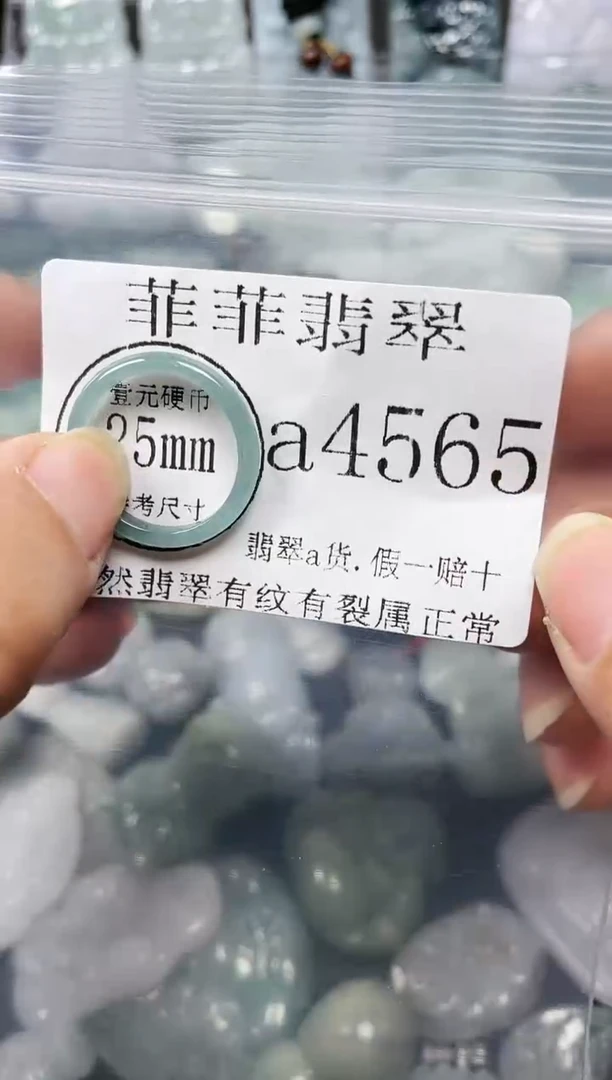 菲菲翡翠
壹元硬币
25mm
a4565
考尺寸
翡翠a货.假一赔十
然翡翠有纹有裂属正常